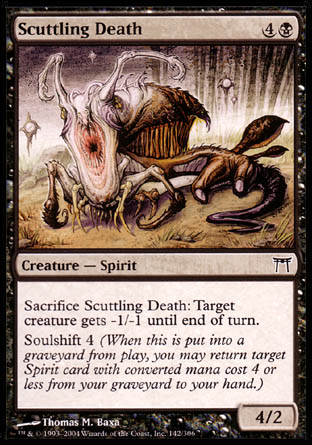 Scuttling Death 4
Creature — Spirit
Sacrifice Scuttling Death: Target
creature gets -1/-1 until end of turn.
Soulshift 4 (When this is put into a
graveyard from play, you may return target
Spirit card with converted mana cost 4 or
less from your graveyard to your hand.)
4/2
Thomas M. Baxa
™ & © 1993-2004 Wizards of the Coast, Inc. 142/306